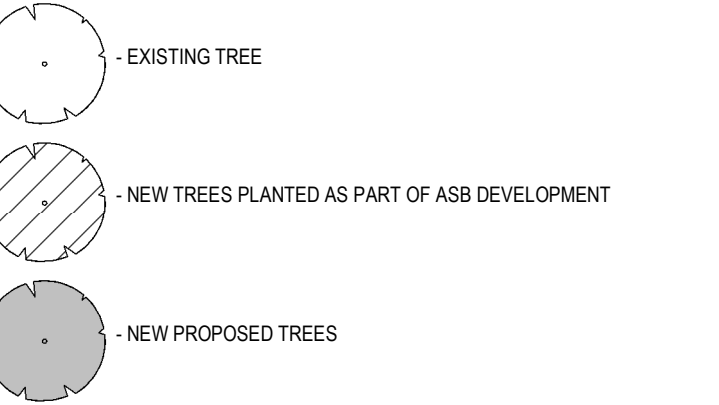 - EXISTING TREE
- NEW TREES PLANTED AS PART OF ASB DEVELOPMENT
- NEW PROPOSED TREES